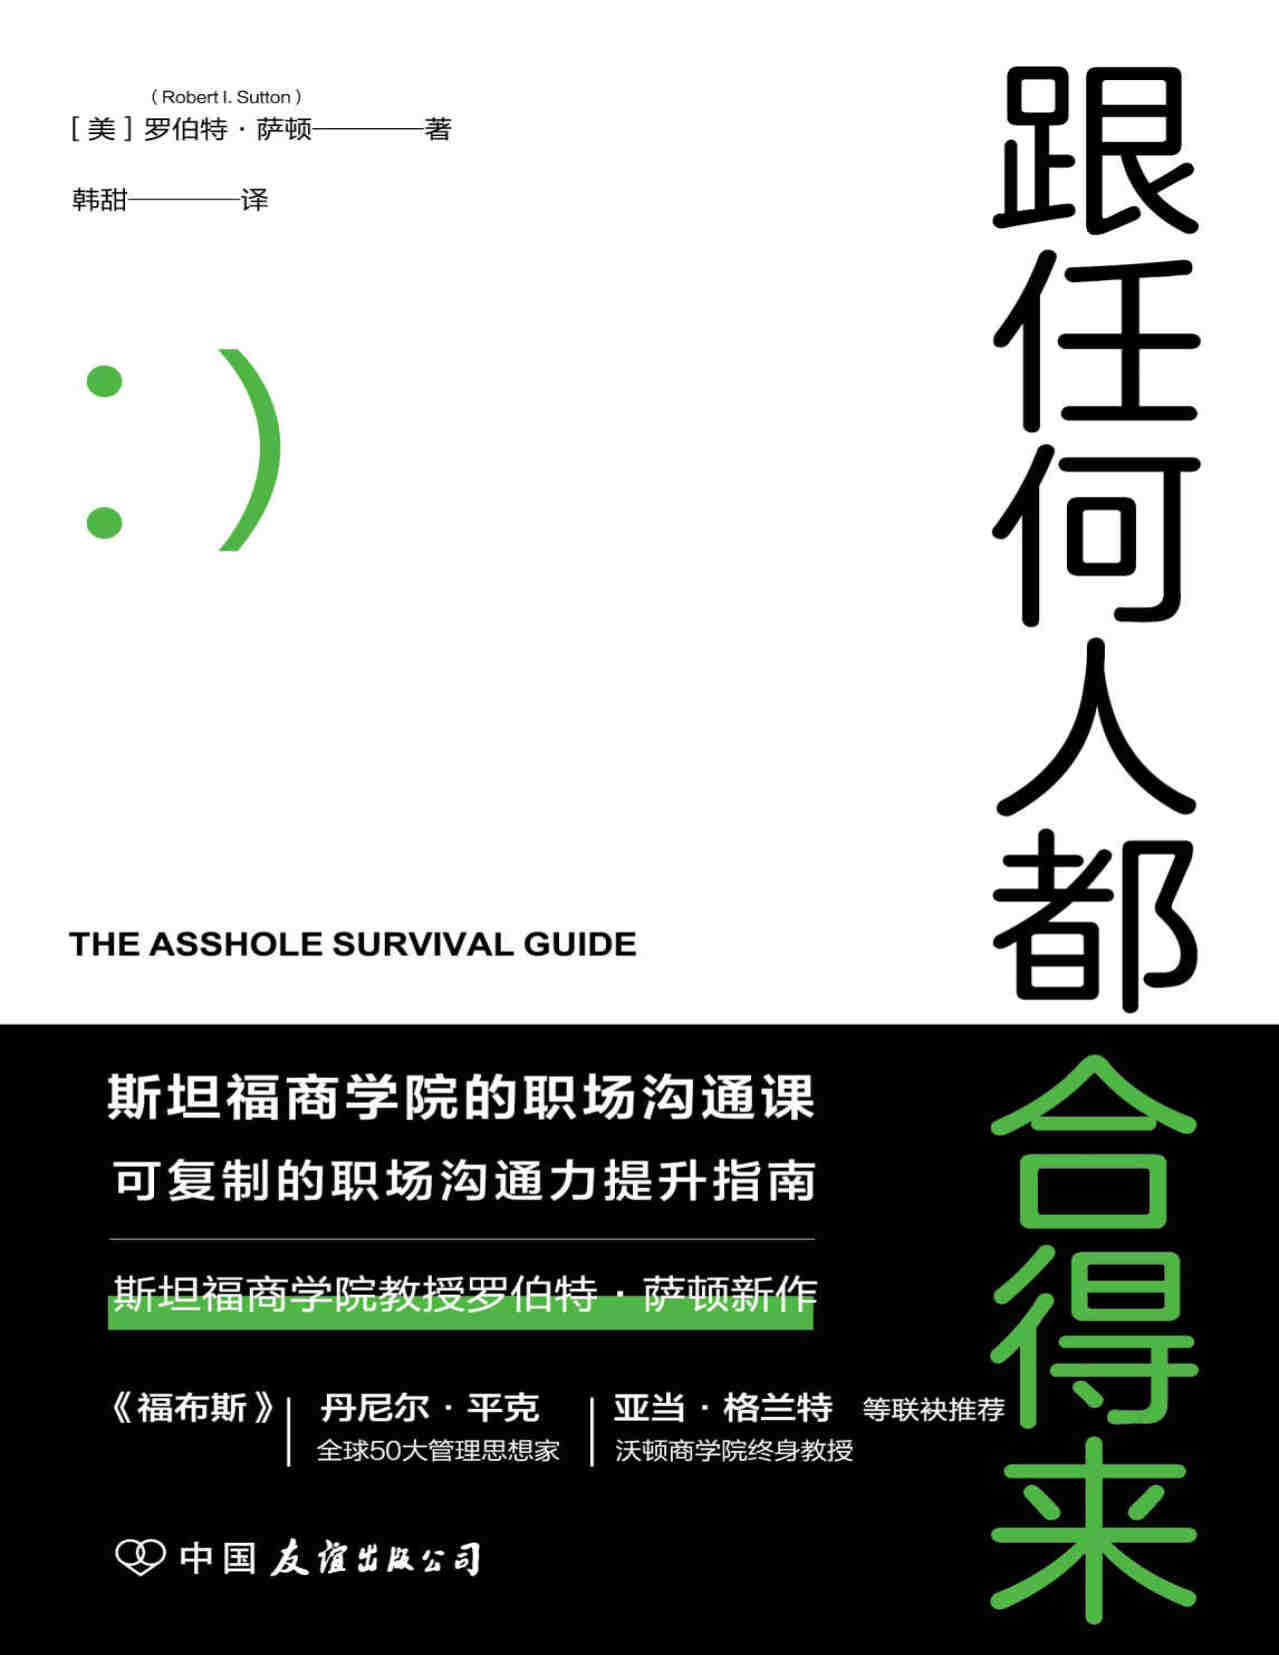 (Robert I. Sutton)
[美]罗伯特·萨顿————著
韩甜————译
跟任何人都合得来
:)
THE ASSHOLE SURVIVAL GUIDE
斯坦福商学院的职场沟通课
可复制的职场沟通力提升指南
斯坦福商学院教授罗伯特·萨顿新作
《福布斯》｜丹尼尔·平克｜亚当·格兰特 等联袂推荐
全球50大管理思想家 沃顿商学院终身教授
中国友谊出版公司